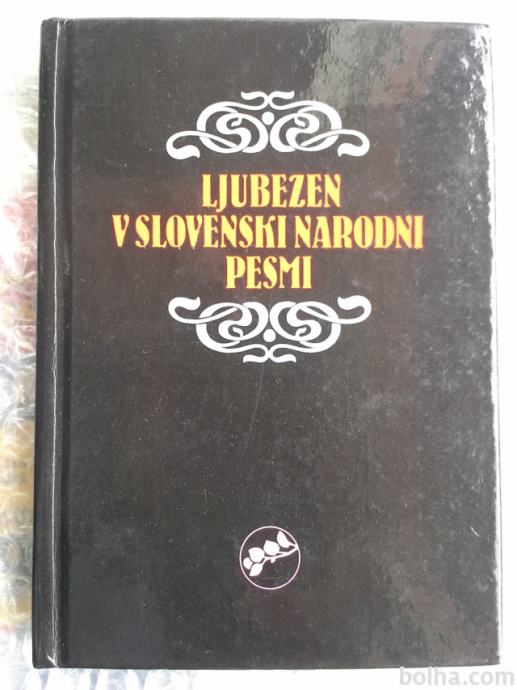 LJUBEZEN
V SLOVENSKI NARODNI
PESMI
bolha.com